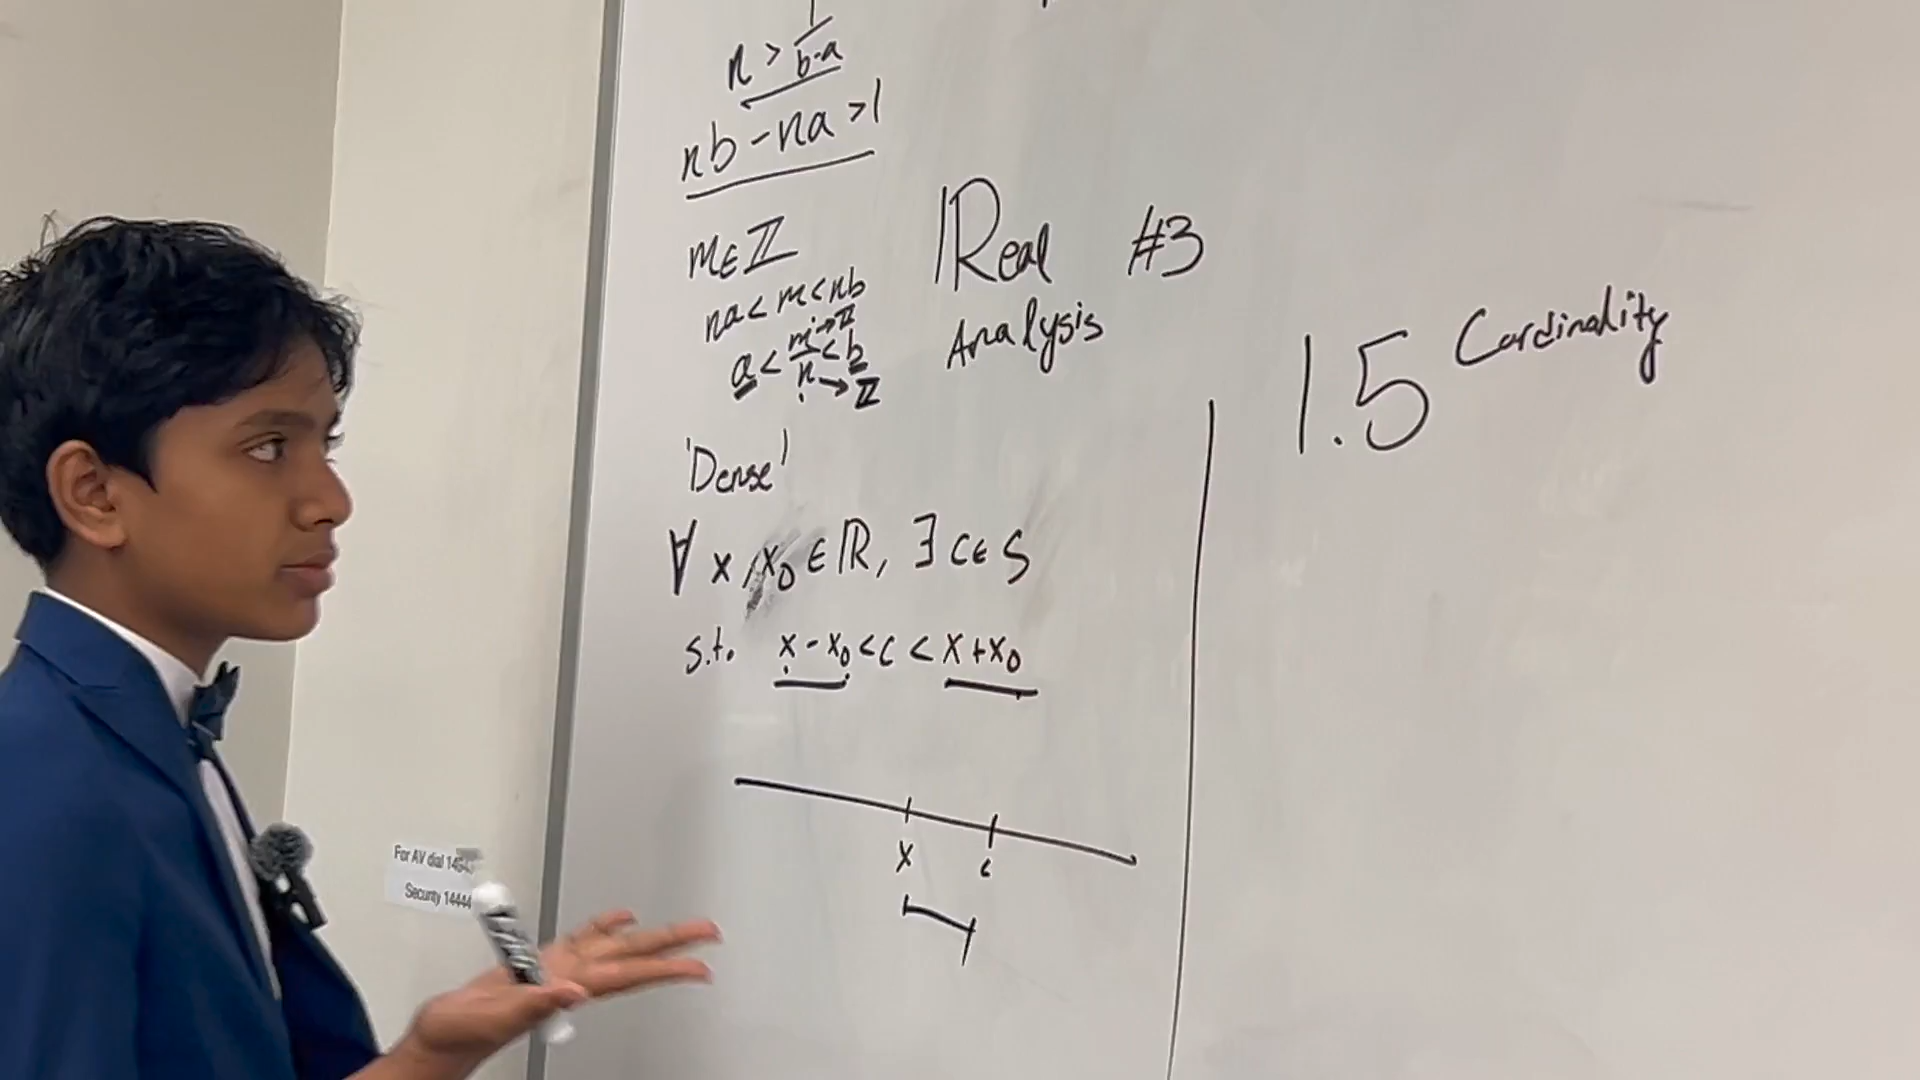 n > 1/(b-a)
nb - na > 1
m ∈ ℤ
na < m < nb
a < m/n < b
→ ℤ
→ ℤ
'Dense'
∀ x, x₀ ∈ ℝ, ∃ c ∈ S
s.t. x - x₀ < c < x + x₀
x c
ℝeal #3
Analysis
1.5 Cardinality
For AV dial
Security 14444